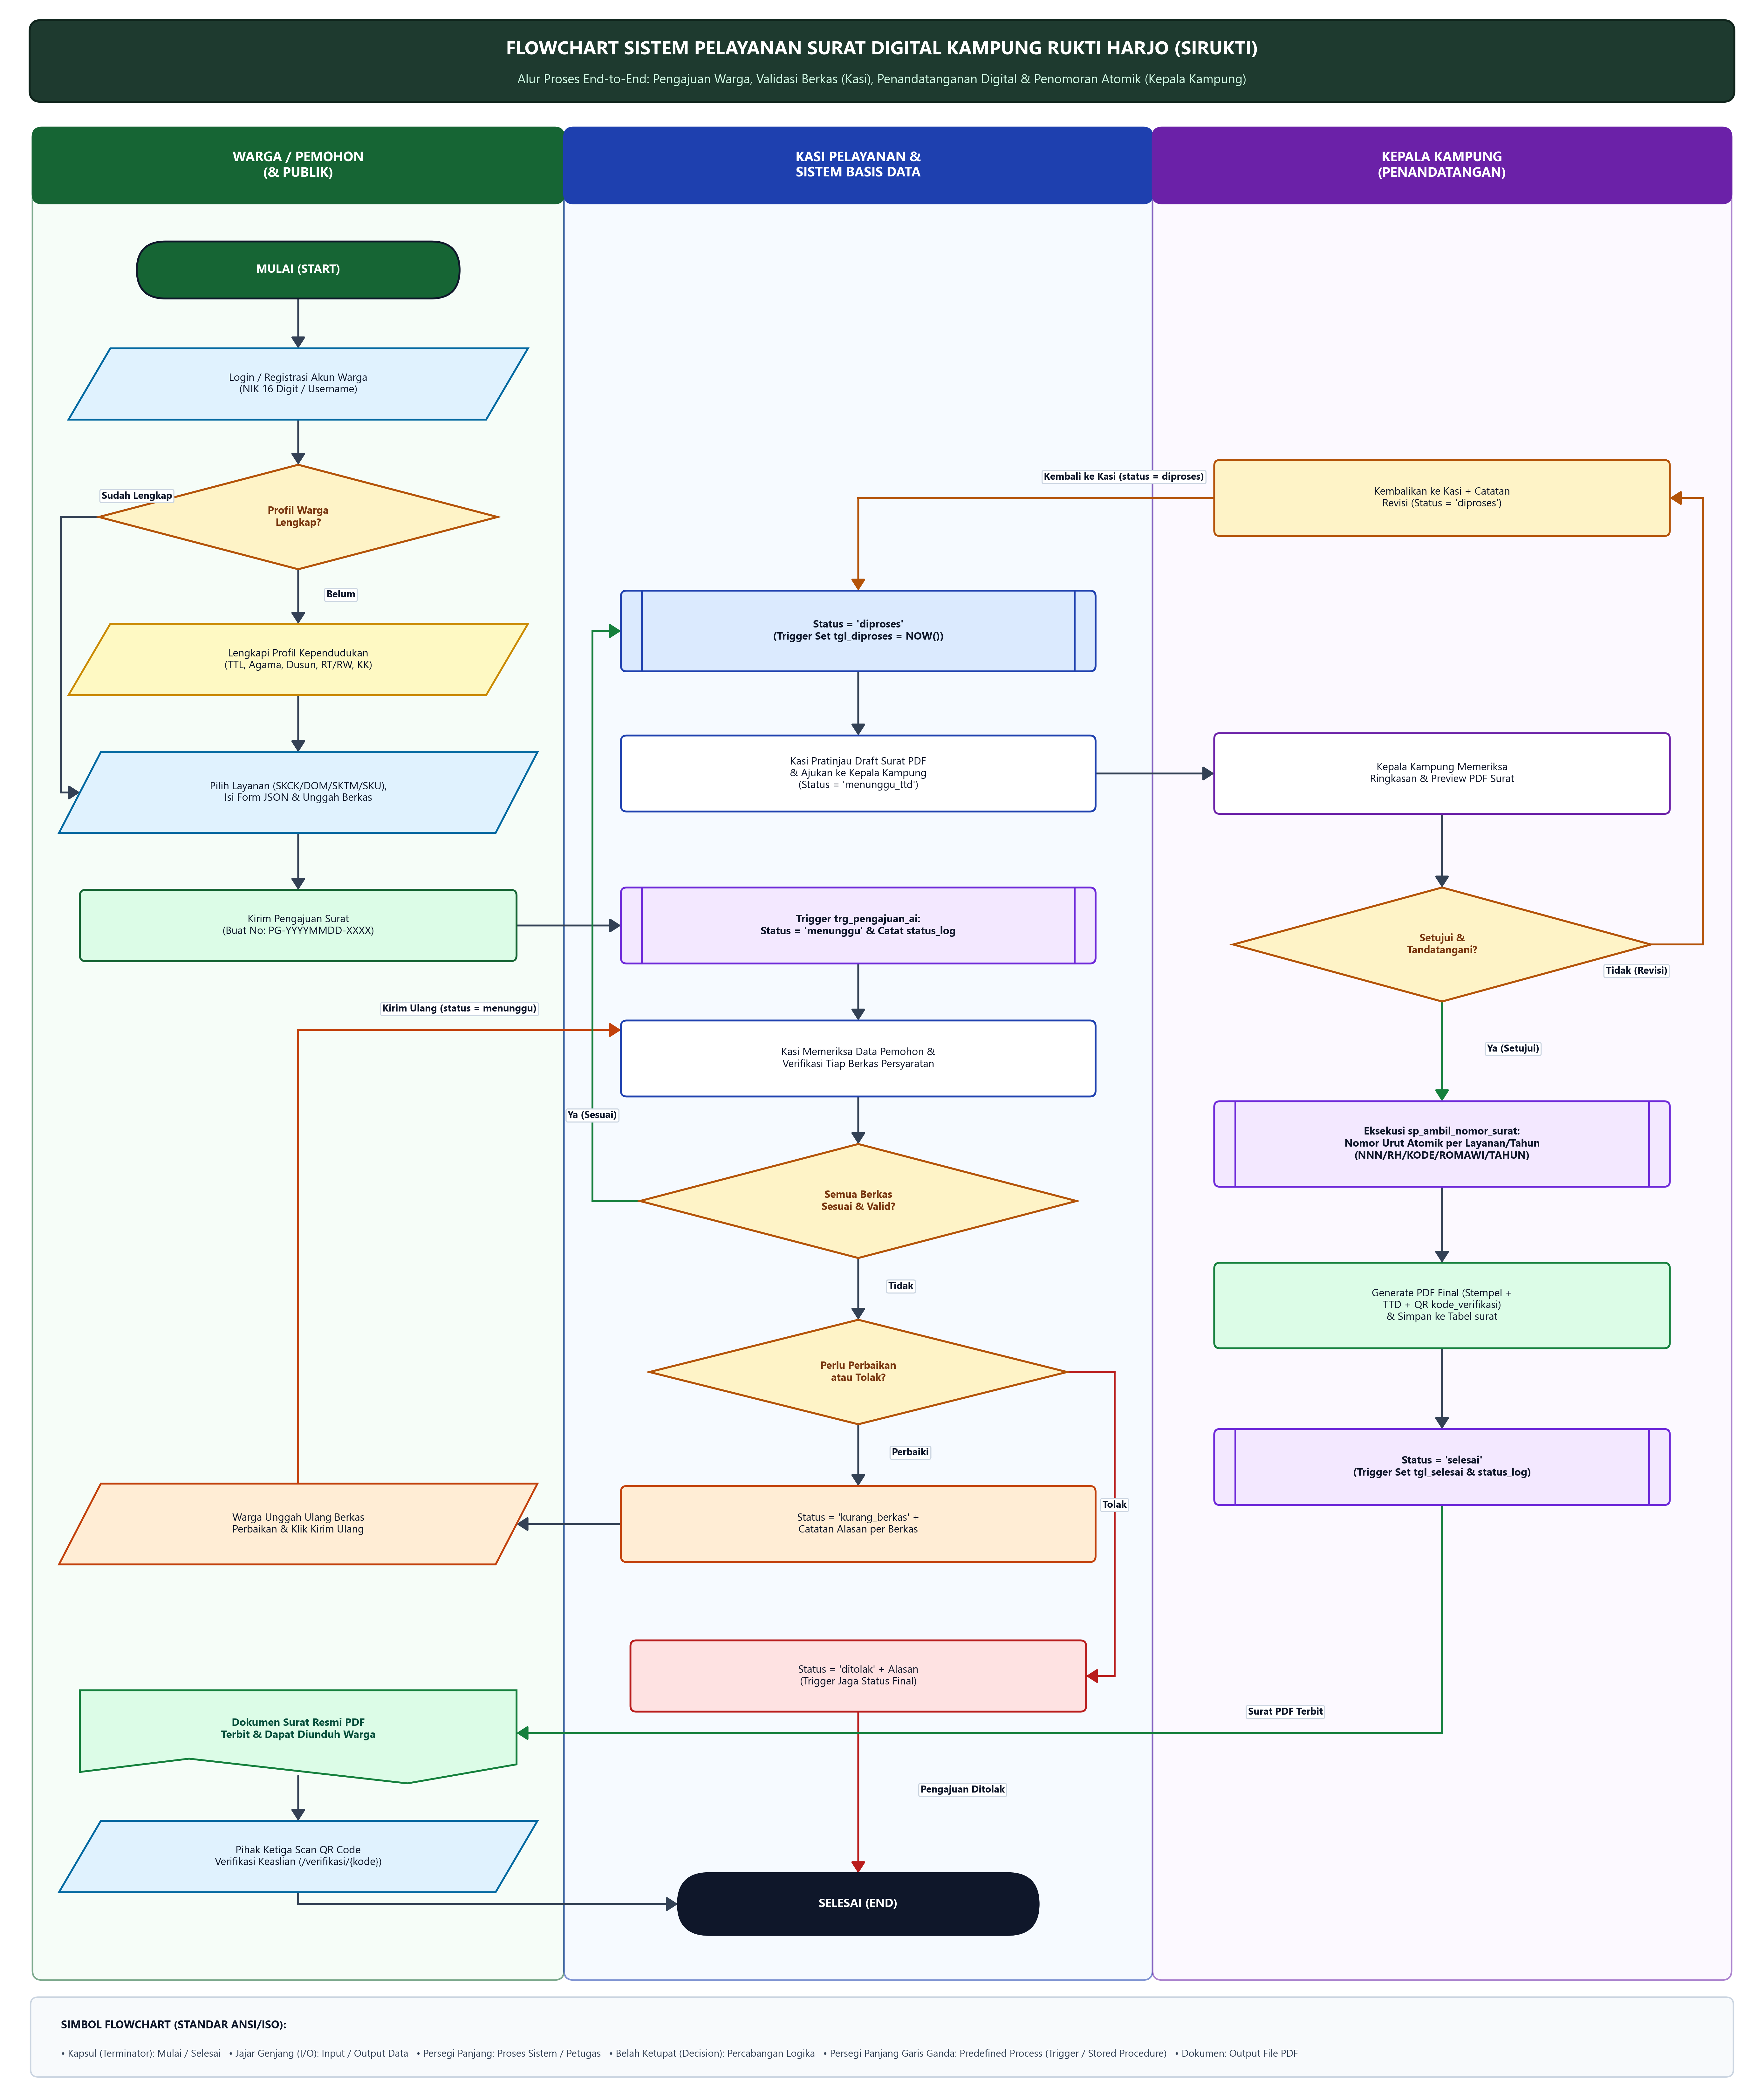 FLOWCHART SISTEM PELAYANAN SURAT DIGITAL KAMPUNG RUKTI HARJO (SIRUKTI)
Alur Proses End-to-End: Pengajuan Warga, Validasi Berkas (Kasi), Penandatanganan Digital & Penomoran Atomik (Kepala Kampung)
WARGA / PEMOHON
(& PUBLIK)
KASI PELAYANAN &
SISTEM BASIS DATA
KEPALA KAMPUNG
(PENANDATANGAN)
MULAI (START)
Login / Registrasi Akun Warga
(NIK 16 Digit / Username)
Sudah Lengkap
Profil Warga
Lengkap?
Belum
Lengkapi Profil Kependudukan
(TTL, Agama, Dusun, RT/RW, KK)
Pilih Layanan (SKCK/DOM/SKTM/SKU),
Isi Form JSON & Unggah Berkas
Kirim Pengajuan Surat
(Buat No: PG-YYYYMMDD-XXXX)
Kirim Ulang (status = menunggu)
Warga Unggah Ulang Berkas
Perbaikan & Klik Kirim Ulang
Dokumen Surat Resmi PDF
Terbit & Dapat Diunduh Warga
Pihak Ketiga Scan QR Code
Verifikasi Keaslian (/verifikasi/{kode})
Kembali ke Kasi (status = diproses)
Status = 'diproses'
(Trigger Set tgl_diproses = NOW())
Kasi Pratinjau Draft Surat PDF
& Ajukan ke Kepala Kampung
(Status = 'menunggu_ttd')
Trigger trg_pengajuan_ai:
Status = 'menunggu' & Catat status_log
Kasi Memeriksa Data Pemohon &
Verifikasi Tiap Berkas Persyaratan
Ya (Sesuai)
Semua Berkas
Sesuai & Valid?
Tidak
Perlu Perbaikan
atau Tolak?
Perbaiki
Tolak
Status = 'kurang_berkas' +
Catatan Alasan per Berkas
Status = 'ditolak' + Alasan
(Trigger Jaga Status Final)
Pengajuan Ditolak
SELESAI (END)
Kembalikan ke Kasi + Catatan
Revisi (Status = 'diproses')
Kepala Kampung Memeriksa
Ringkasan & Preview PDF Surat
Setujui &
Tandatangani?
Tidak (Revisi)
Ya (Setujui)
Eksekusi sp_ambil_nomor_surat:
Nomor Urut Atomik per Layanan/Tahun
(NNN/RH/KODE/ROMAWI/TAHUN)
Generate PDF Final (Stempel +
TTD + QR kode_verifikasi)
& Simpan ke Tabel surat
Status = 'selesai'
(Trigger Set tgl_selesai & status_log)
Surat PDF Terbit
SIMBOL FLOWCHART (STANDAR ANSI/ISO):
• Kapsul (Terminator): Mulai / Selesai • Jajar Genjang (I/O): Input / Output Data • Persegi Panjang: Proses Sistem / Petugas • Belah Ketupat (Decision): Percabangan Logika • Persegi Panjang Garis Ganda: Predefined Process (Trigger / Stored Procedure) • Dokumen: Output File PDF